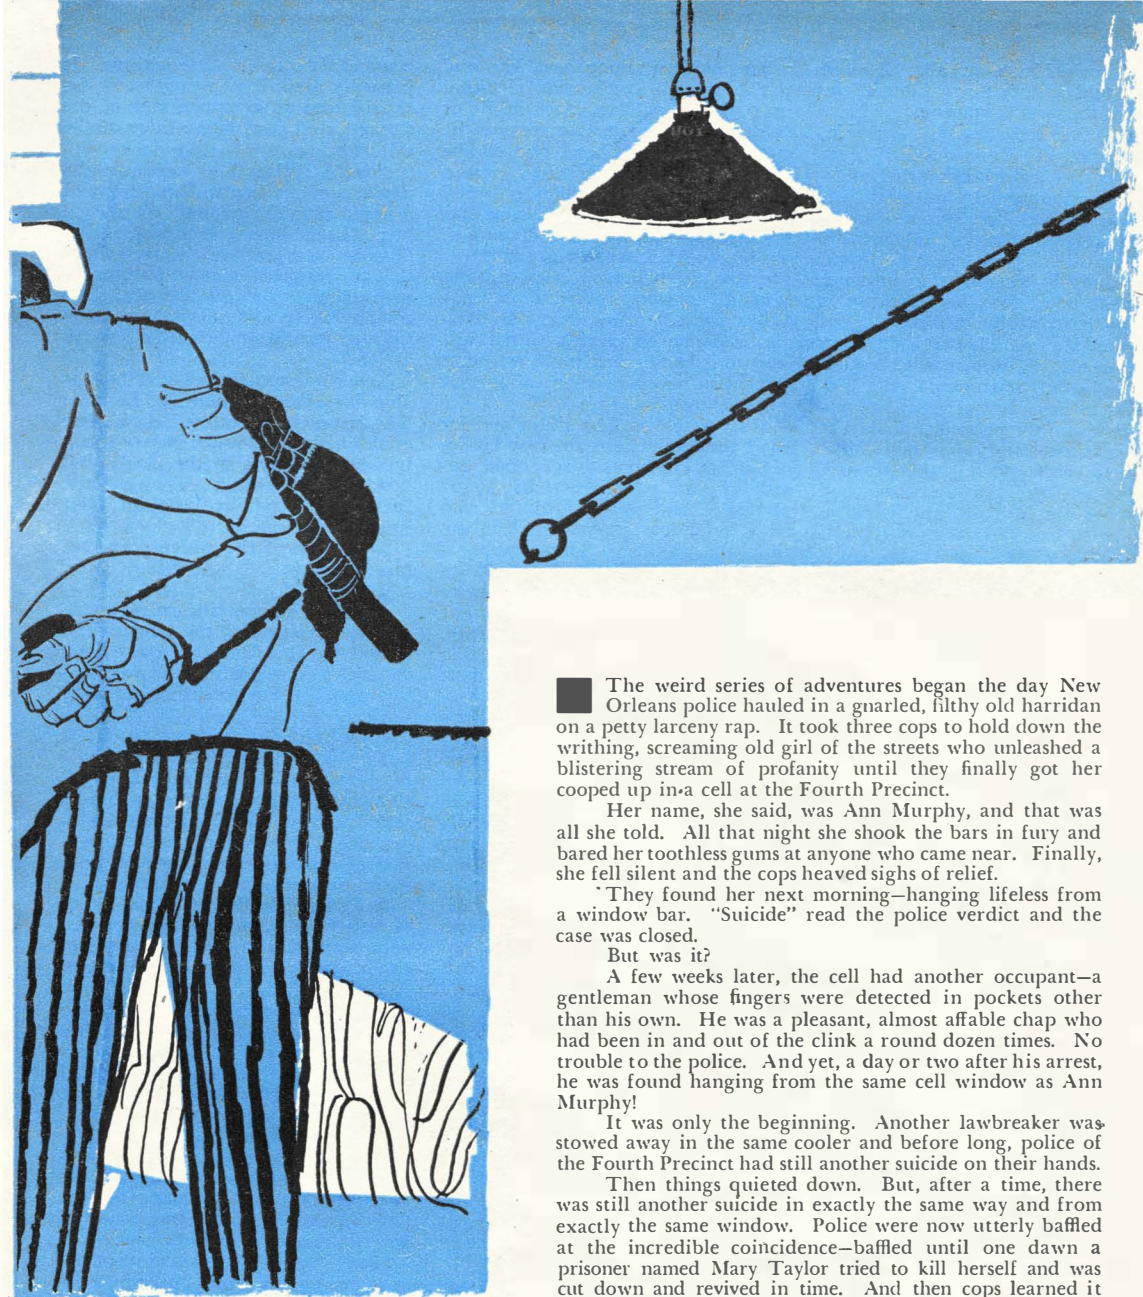 The weird series of adventures began the day New
Orleans police hauled in a gnarled, filthy old harridan
on a petty larceny rap. It took three cops to hold down the
writhing, screaming old girl of the streets who unleashed a
blistering stream of profanity until they finally got her
cooped up in a cell at the Fourth Precinct.
Her name, she said, was Ann Murphy, and that was
all she told. All that night she shook the bars in fury and
bared her toothless gums at anyone who came near. Finally,
she fell silent and the cops heaved sighs of relief.
They found her next morning—hanging lifeless from
a window bar. “Suicide” read the police verdict and the
case was closed.
But was it?
A few weeks later, the cell had another occupant—a
gentleman whose fingers were detected in pockets other
than his own. He was a pleasant, almost affable chap who
had been in and out of the clink a round dozen times. No
trouble to the police. And yet, a day or two after his arrest,
he was found hanging from the same cell window as Ann
Murphy!
It was only the beginning. Another lawbreaker was
stowed away in the same cooler and before long, police of
the Fourth Precinct had still another suicide on their hands.
Then things quieted down. But, after a time, there
was still another suicide in exactly the same way and from
exactly the same window. Police were now utterly baffled
at the incredible coincidence—baffled until one dawn a
prisoner named Mary Taylor tried to kill herself and was
cut down and revived in time. And then cops learned it